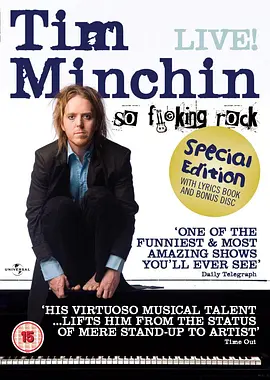 Tim LIVE!
Minchin
so f**king rock
Special
Edition
WITH LYRICS BOOK
AND BONUS DISC
'ONE OF THE
FUNNIEST & MOST
AMAZING SHOWS
YOU'LL EVER SEE'
Daily Telegraph
UNIVERSAL
'HIS VIRTUOSO MUSICAL TALENT
...LIFTS HIM FROM THE STATUS
OF MERE STAND-UP TO ARTIST'
Time Out
15